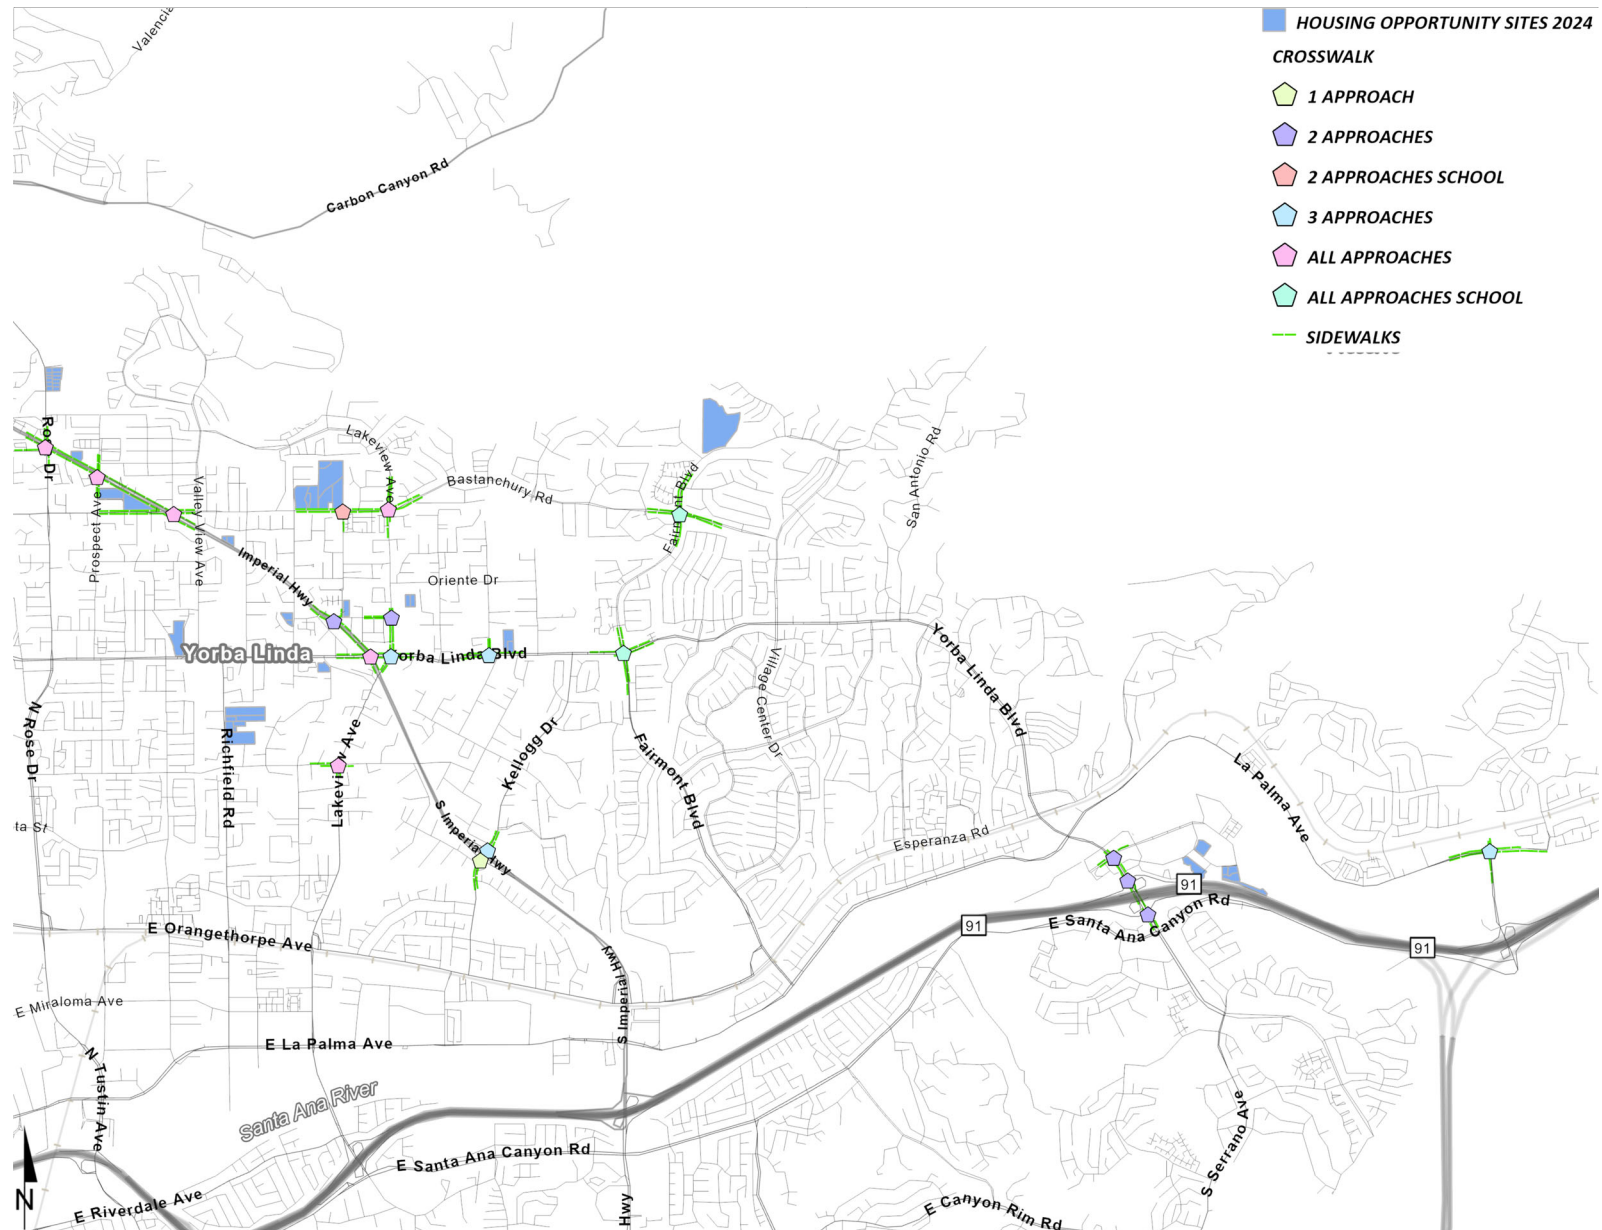 HOUSING OPPORTUNITY SITES 2024
CROSSWALK
1 APPROACH
2 APPROACHES
2 APPROACHES SCHOOL
3 APPROACHES
ALL APPROACHES
ALL APPROACHES SCHOOL
SIDEWALKS
Valencia
Carbon Canyon Rd
Lakeview Ave
Bastanchury Rd
San Antonio Rd
Prospect Ave
Valley View Ave
Imperial Hwy
Oriente Dr
Yorba Linda
Yorba Linda Blvd
Yorba Linda Blvd
Village Center Dr
N Rose Dr
Richfield Rd
Kellogg Dr
Fairmont Blvd
S Imperial Hwy
Esperanza Rd
La Palma Ave
ta St
91
91
91
E Santa Ana Canyon Rd
E Orangethorpe Ave
S Imperial Hwy
E Miraloma Ave
E La Palma Ave
N Tustin Ave
Santa Ana River
E Santa Ana Canyon Rd
S Serrano Ave
E Riverdale Ave
Hwy
E Canyon Rim Rd
N